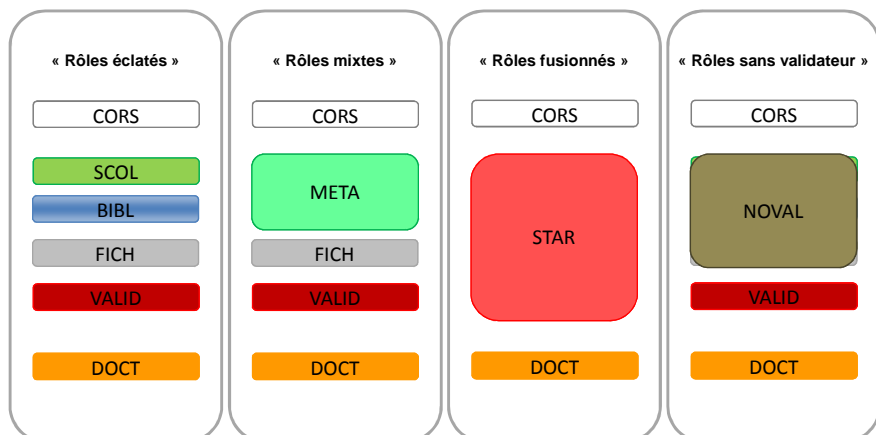 « Rôles éclatés »
CORS
SCOL
BIBL
FICH
VALID
DOCT
« Rôles mixtes »
CORS
META
FICH
VALID
DOCT
« Rôles fusionnés »
CORS
STAR
DOCT
« Rôles sans validateur »
CORS
NOVAL
VALID
DOCT